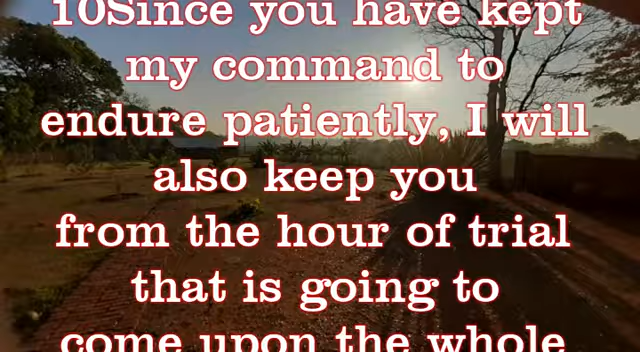 10Since you have kept
my command to
endure patiently, I will
also keep you
from the hour of trial
that is going to
come upon the whole